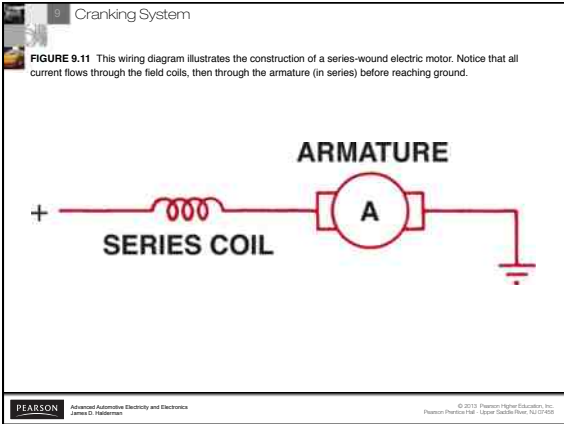 9 Cranking System
FIGURE 9.11 This wiring diagram illustrates the construction of a series-wound electric motor. Notice that all
current flows through the field coils, then through the armature (in series) before reaching ground.
ARMATURE
+ A
SERIES COIL
PEARSON
Advanced Automotive Electricity and Electronics
James D. Halderman
© 2013 Pearson Higher Education, Inc.
Pearson Prentice Hall - Upper Saddle River, NJ 07458